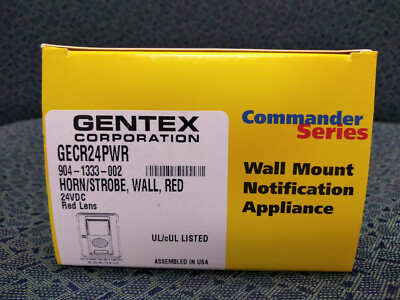 GENTEX
CORPORATION
GECR24PWR
904-1333-002
HORN/STROBE, WALL, RED
24VDC
Red Lens
UL/cUL LISTED
ASSEMBLED IN USA
Commander
Series
Wall Mount
Notification
Appliance